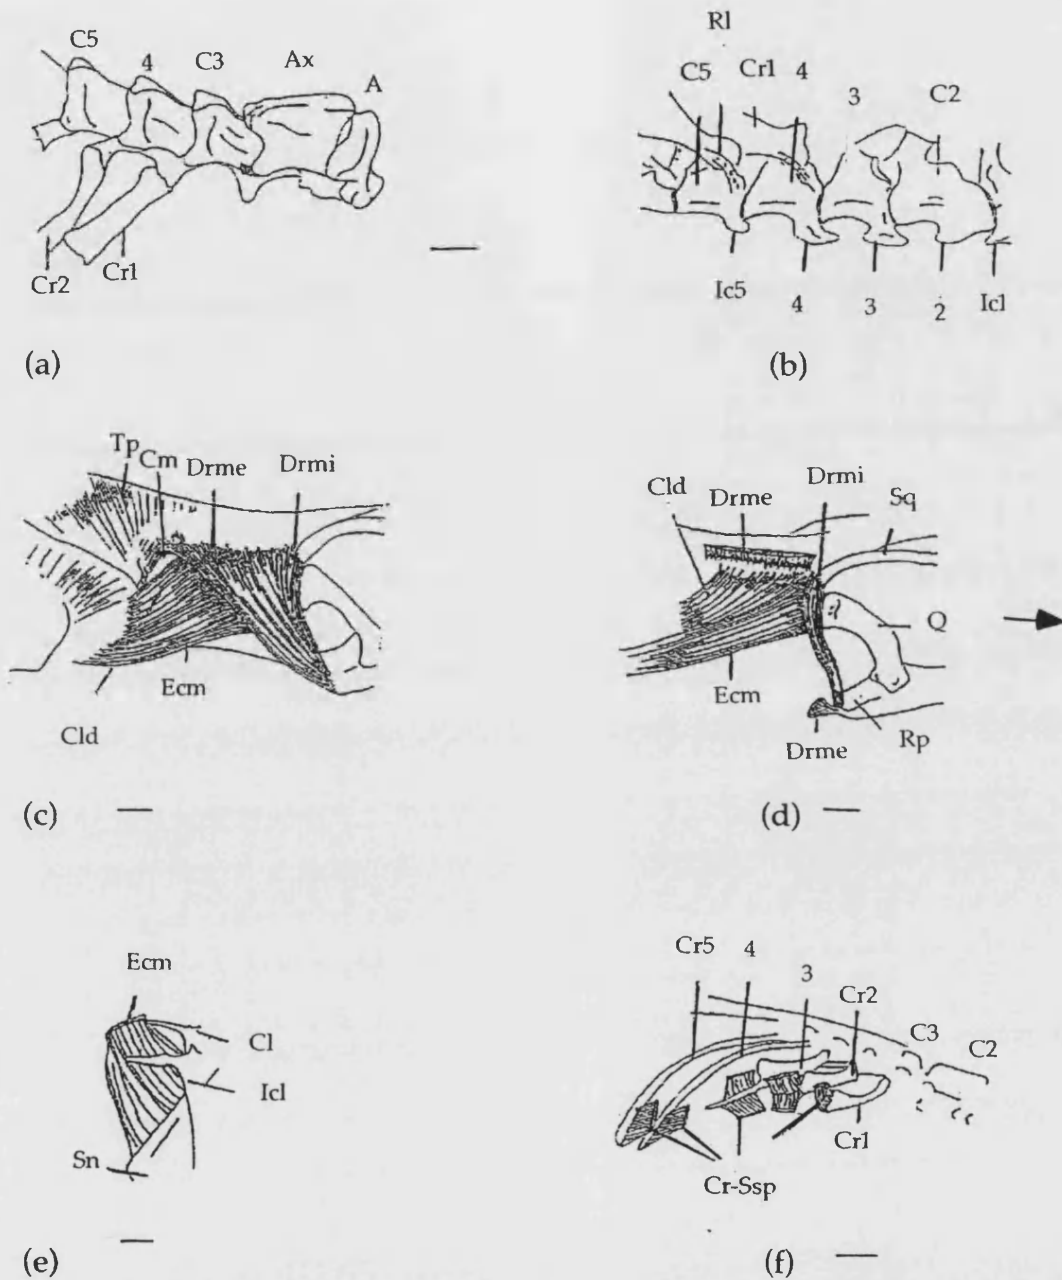 C5 4 C3 Ax A
Cr2 Cr1
(a)
Rl
C5 Cr1 4 3 C2
Ic5 4 3 2 Icl
(b)
Tp Cm Drme Drmi
Ecm
Cld
(c)
Cld Drme Drmi Sq
Q
Ecm
Drme Rp
(d)
Ecm
Cl
Icl
Sn
(e)
Cr5 4 3 Cr2
C3 C2
Cr1
Cr-Ssp
(f)